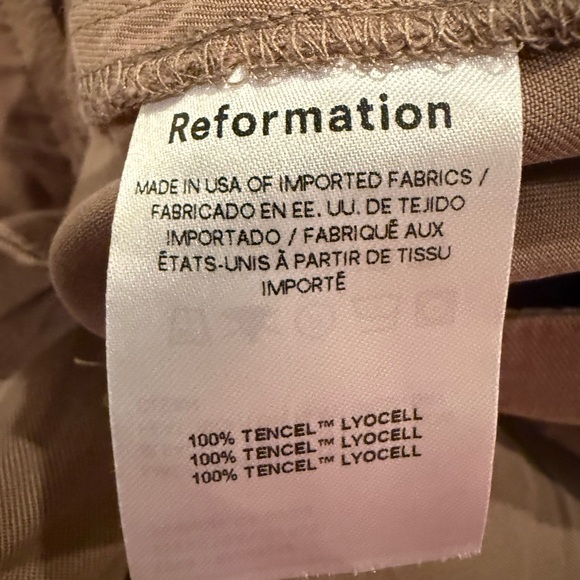 Reformation
MADE IN USA OF IMPORTED FABRICS /
FABRICADO EN EE. UU. DE TEJIDO
IMPORTADO / FABRIQUÉ AUX
ÉTATS-UNIS À PARTIR DE TISSU
IMPORTÉ
100% TENCEL™ LYOCELL
100% TENCEL™ LYOCELL
100% TENCEL™ LYOCELL